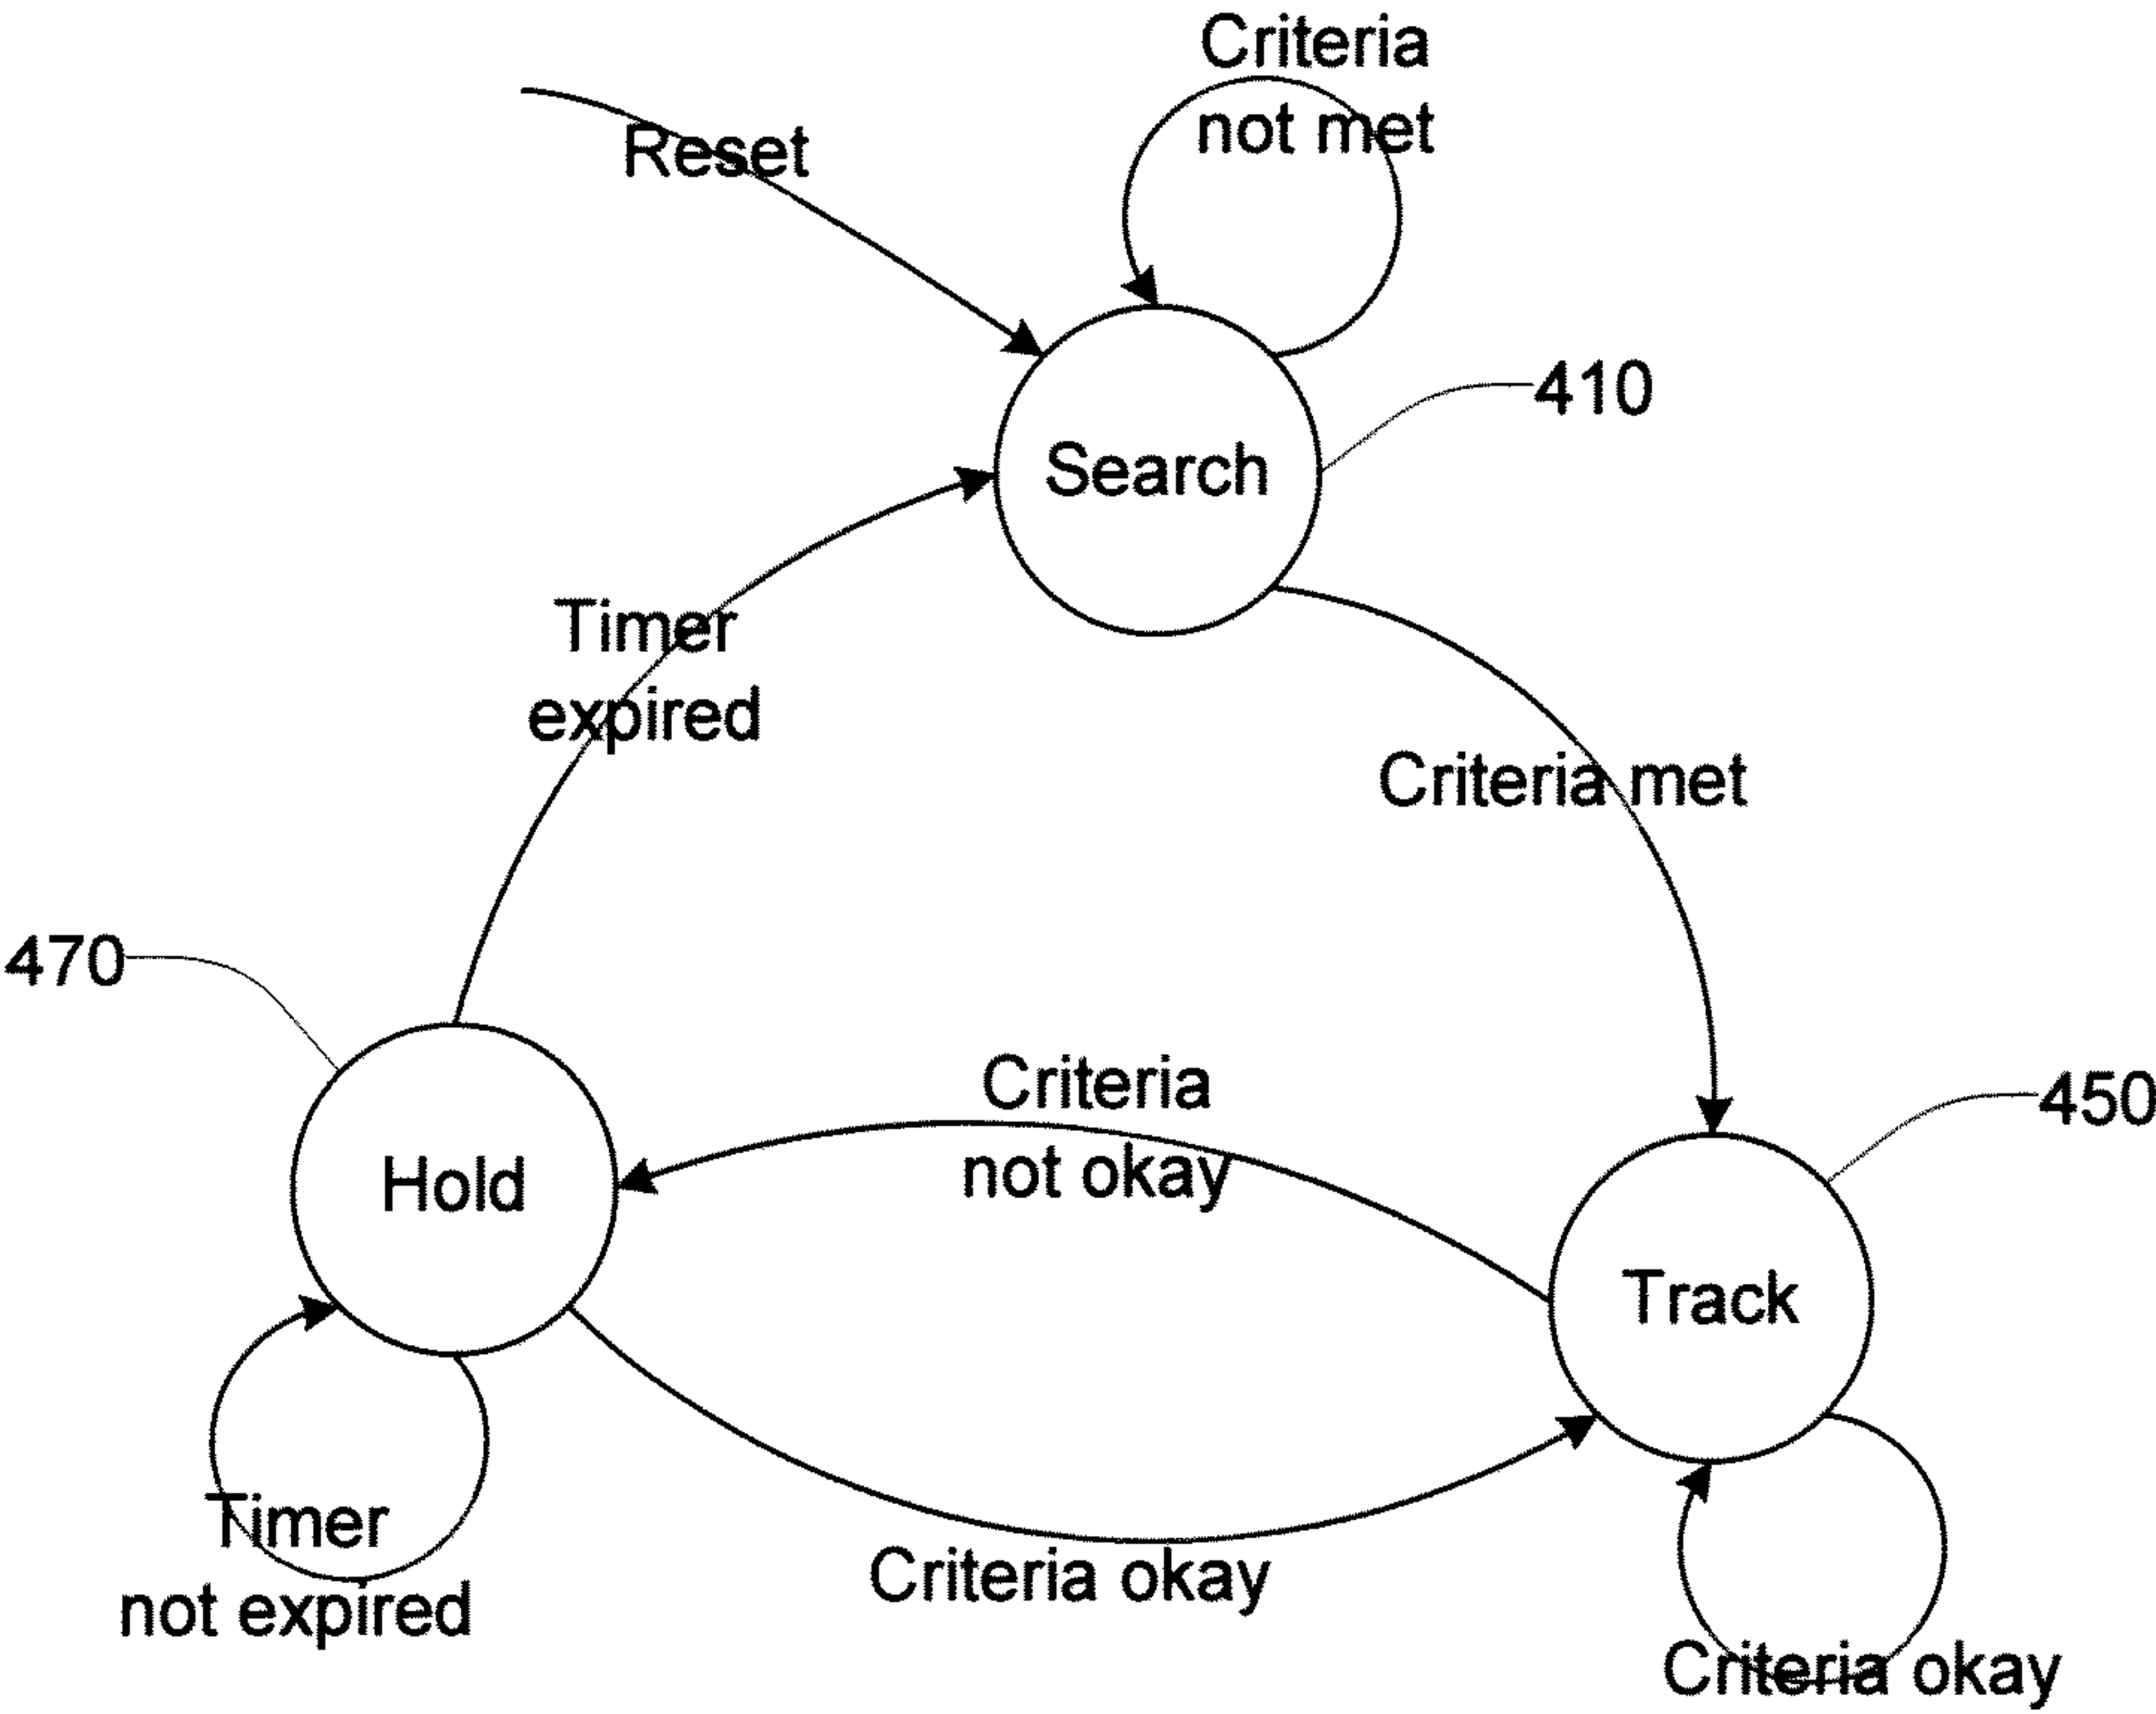 Criteria
not met
Reset
410
Search
Timer
expired
Criteria met
470
Criteria
not okay
450
Hold
Track
Timer
not expired
Criteria okay
Criteria okay